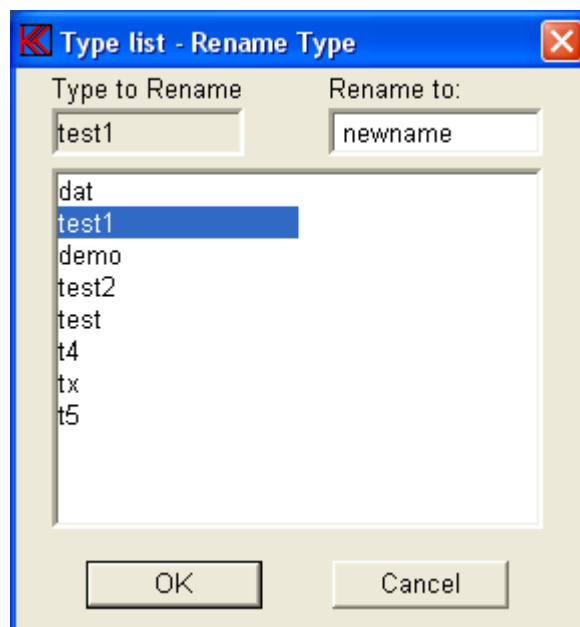 Type list - Rename Type
Type to Rename Rename to:
test1 newname
dat
test1
demo
test2
test
t4
tx
t5
OK Cancel